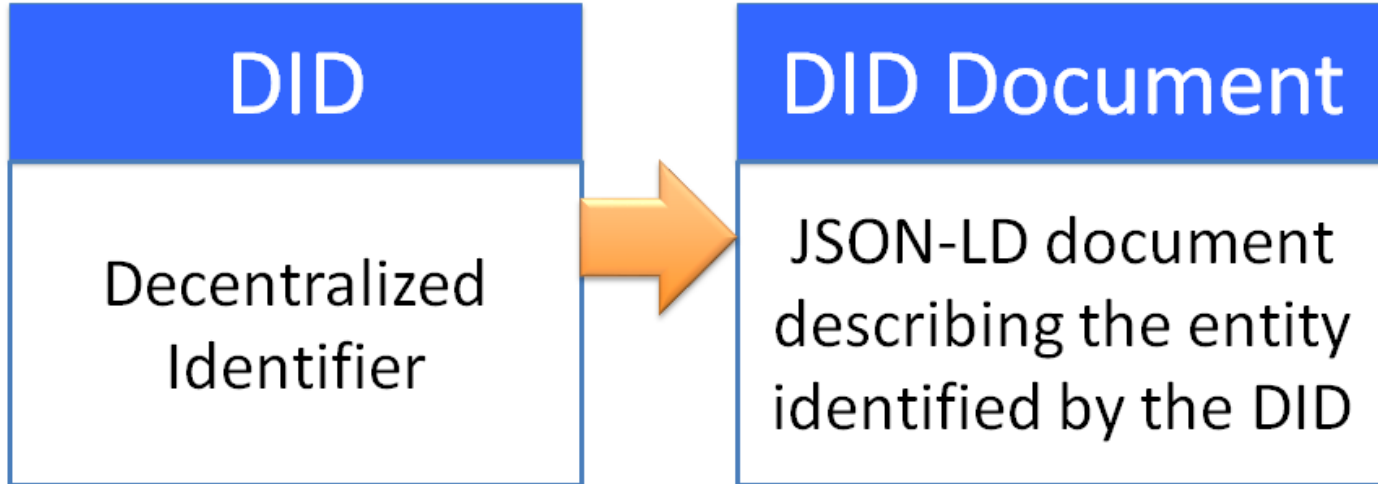 DID
Decentralized
Identifier
DID Document
JSON-LD document
describing the entity
identified by the DID